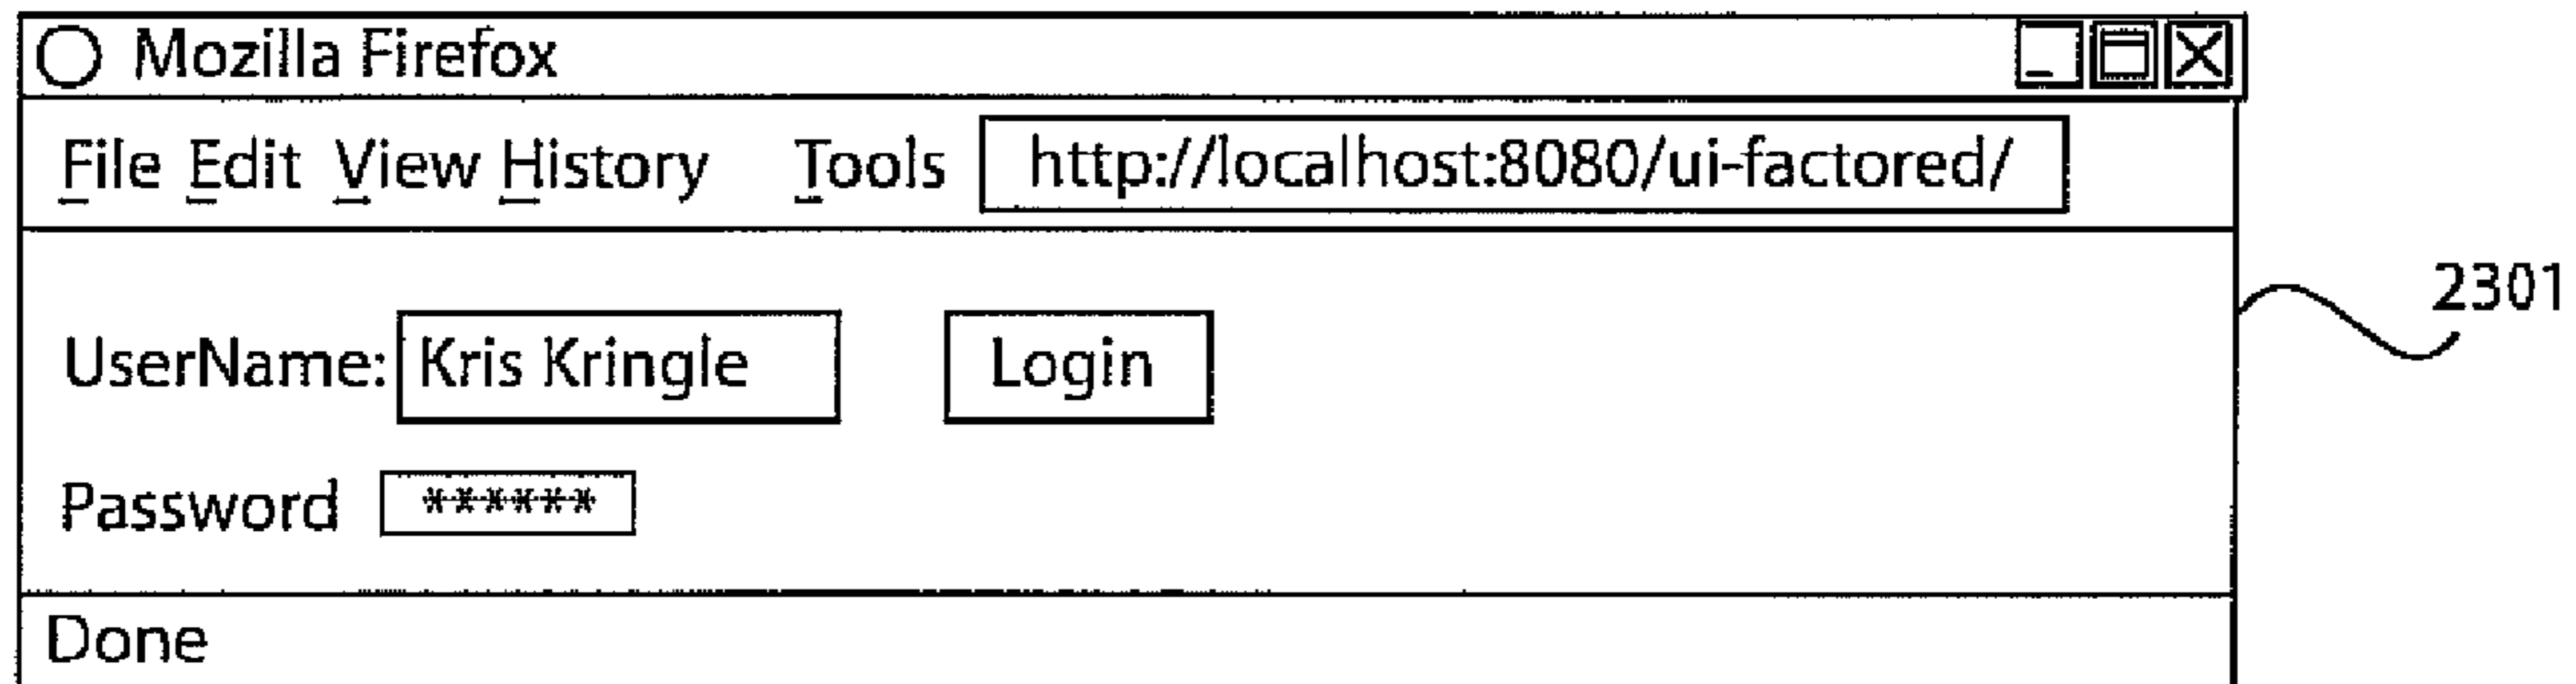 Mozilla Firefox
File Edit View History Tools http://localhost:8080/ui-factored/
2301
UserName: Kris Kringle Login
Password ******
Done